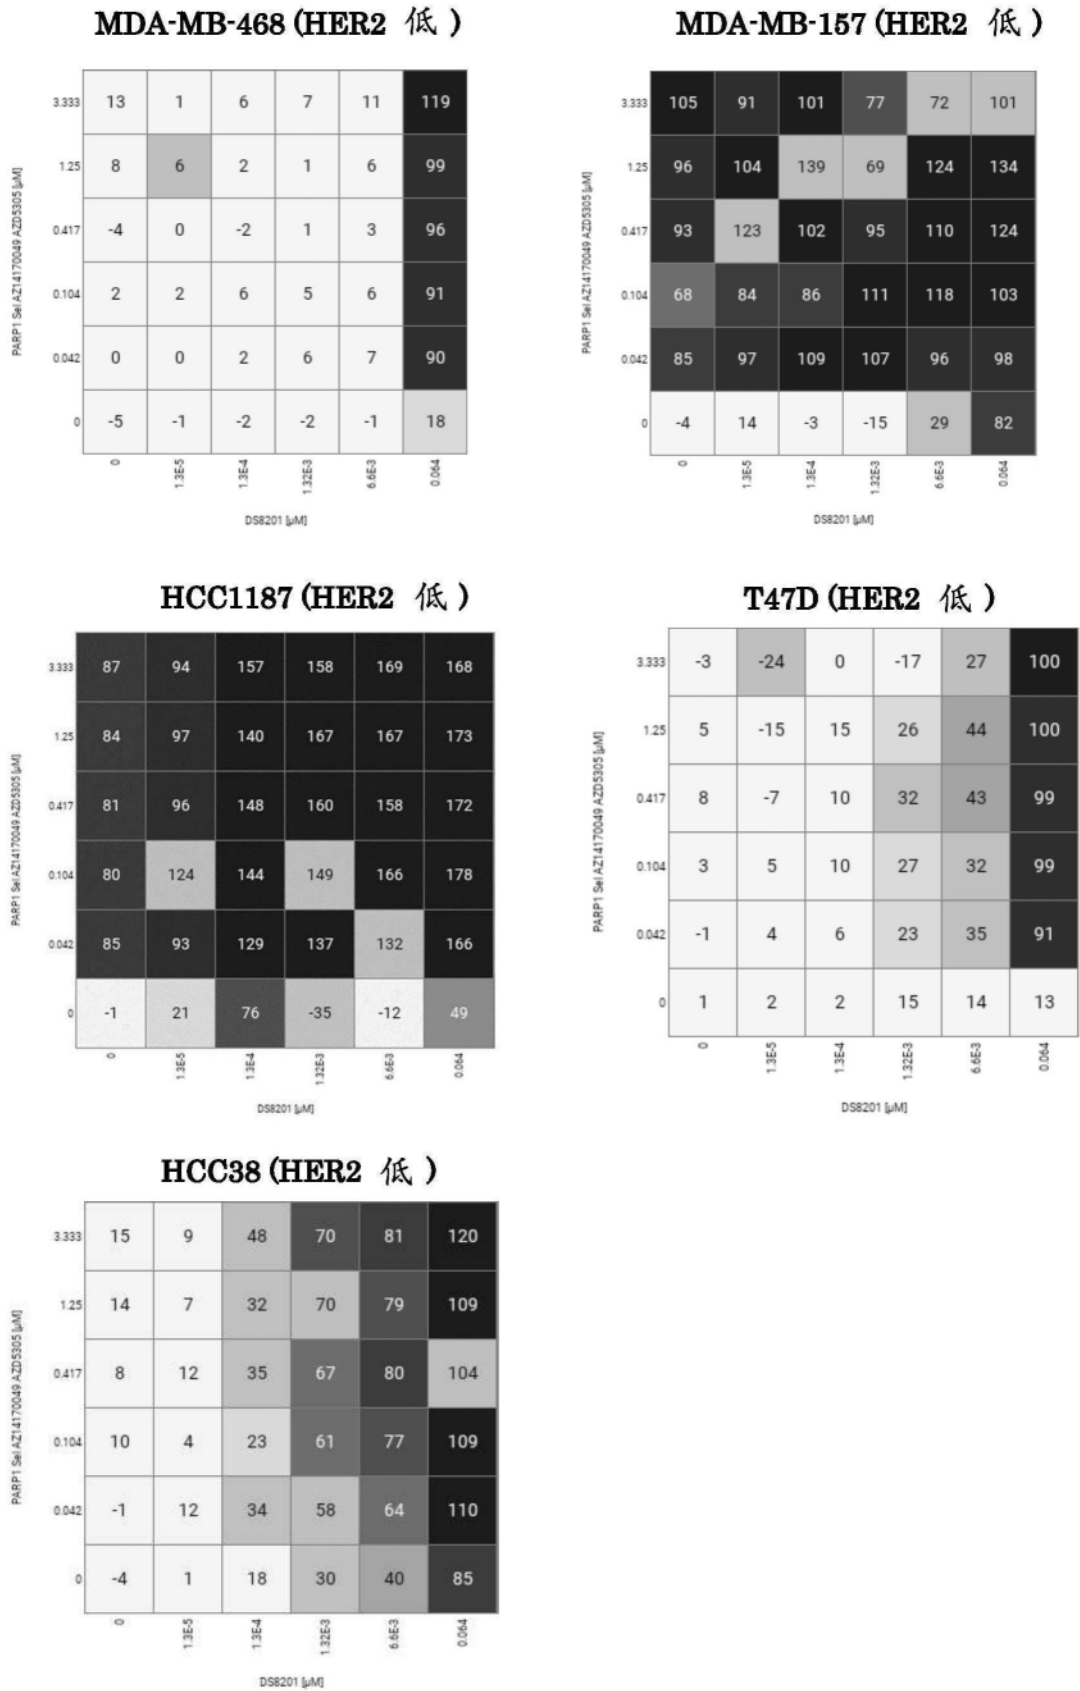 MDA-MB-468 (HER2 低 )
PARP1 Sel AZ14170049 AZD5305 [µM]
3.333 13 1 6 7 11 119
1.25 8 6 2 1 6 99
0.417 -4 0 -2 1 3 96
0.104 2 2 6 5 6 91
0.042 0 0 2 6 7 90
0 -5 -1 -2 -2 -1 18
0 1.3E-5 1.3E-4 1.32E-3 6.6E-3 0.064
DS8201 [µM]
MDA-MB-157 (HER2 低 )
PARP1 Sel AZ14170049 AZD5305 [µM]
3.333 105 91 101 77 72 101
1.25 96 104 139 69 124 134
0.417 93 123 102 95 110 124
0.104 68 84 86 111 118 103
0.042 85 97 109 107 96 98
0 -4 14 -3 -15 29 82
0 1.3E-5 1.3E-4 1.32E-3 6.6E-3 0.064
DS8201 [µM]
HCC1187 (HER2 低 )
PARP1 Sel AZ14170049 AZD5305 [µM]
3.333 87 94 157 158 169 168
1.25 84 97 140 167 167 173
0.417 81 96 148 160 158 172
0.104 80 124 144 149 166 178
0.042 85 93 129 137 132 166
0 -1 21 76 -35 -12 49
0 1.3E-5 1.3E-4 1.32E-3 6.6E-3 0.064
DS8201 [µM]
T47D (HER2 低 )
PARP1 Sel AZ14170049 AZD5305 [µM]
3.333 -3 -24 0 -17 27 100
1.25 5 -15 15 26 44 100
0.417 8 -7 10 32 43 99
0.104 3 5 10 27 32 99
0.042 -1 4 6 23 35 91
0 1 2 2 15 14 13
0 1.3E-5 1.3E-4 1.32E-3 6.6E-3 0.064
DS8201 [µM]
HCC38 (HER2 低 )
PARP1 Sel AZ14170049 AZD5305 [µM]
3.333 15 9 48 70 81 120
1.25 14 7 32 70 79 109
0.417 8 12 35 67 80 104
0.104 10 4 23 61 77 109
0.042 -1 12 34 58 64 110
0 -4 1 18 30 40 85
0 1.3E-5 1.3E-4 1.32E-3 6.6E-3 0.064
DS8201 [µM]